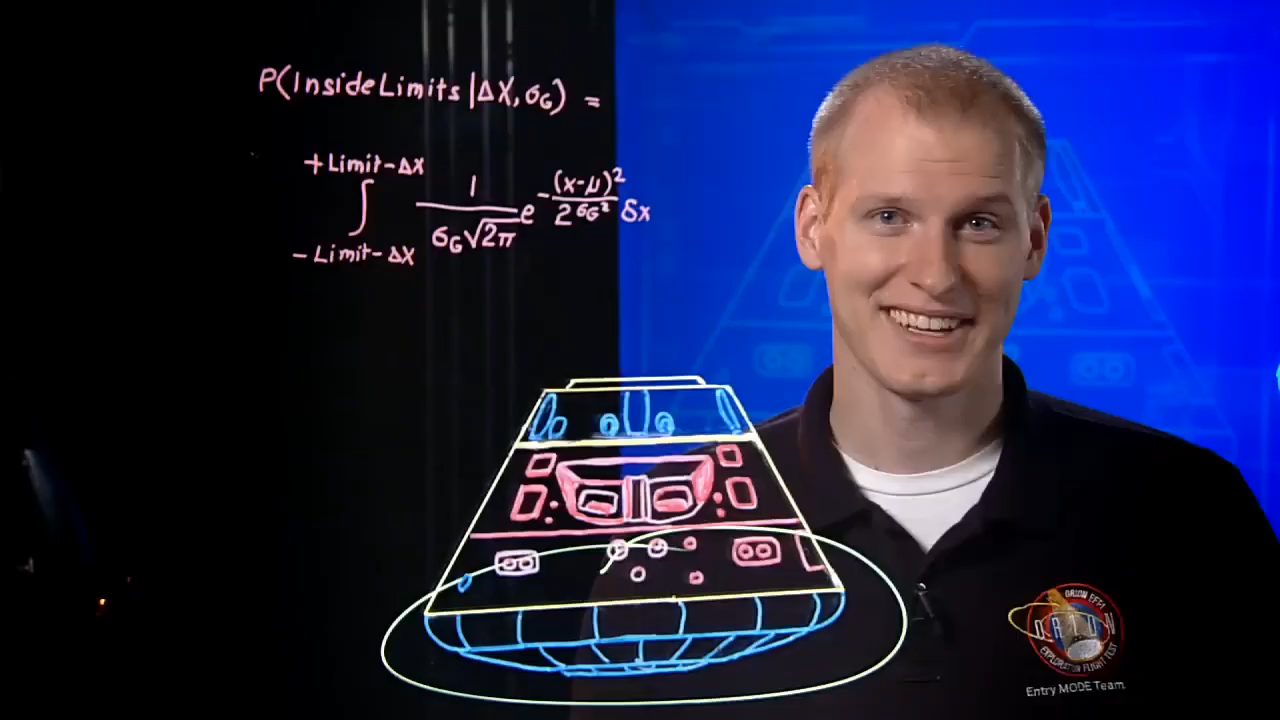 P(InsideLimits|ΔX,σG) =
+Limit-ΔX
∫ 1/(σG√2π) e^-(x-μ)²/(2σG²) δx
-Limit-ΔX
ORION EFT-1
ORION
EXPLORATION FLIGHT TEST
Entry MODE Team